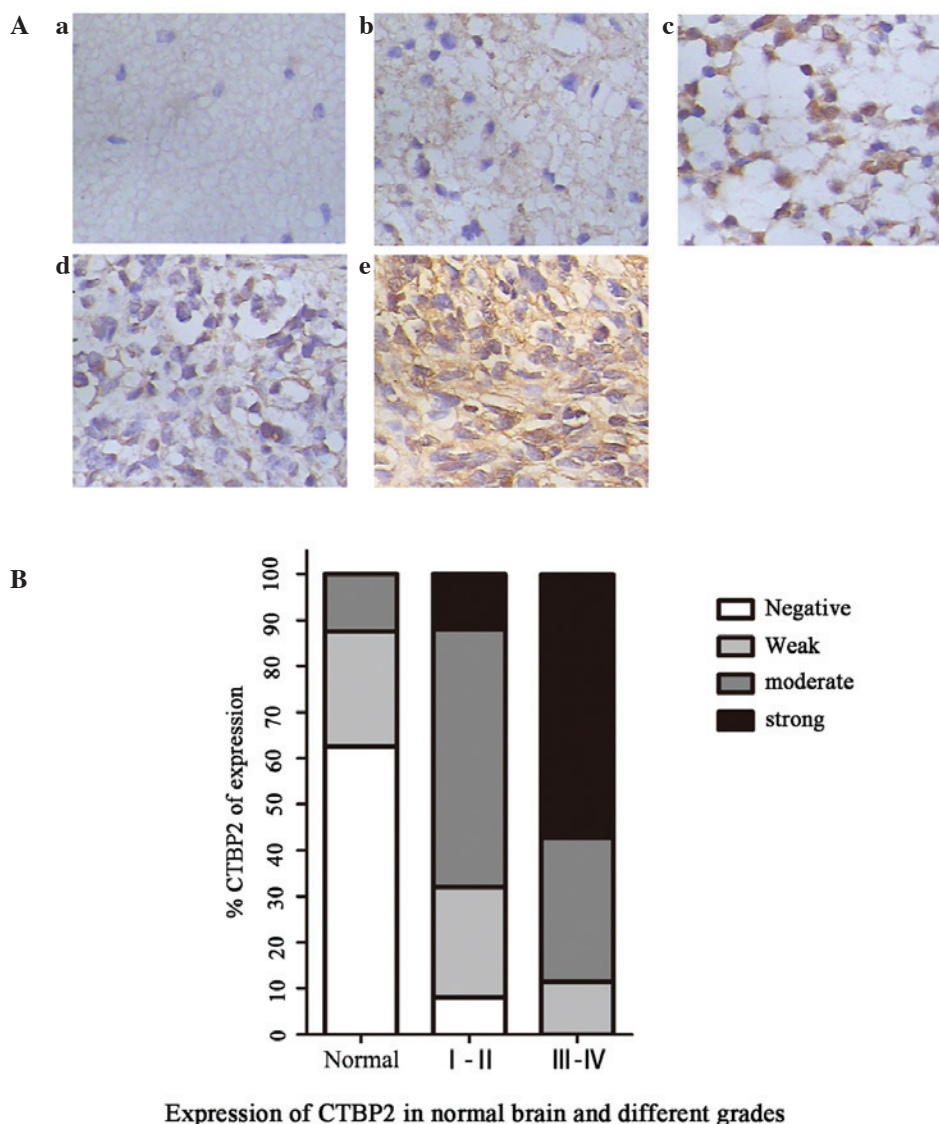 A a b c
d e
B
% CTBP2 of expression
100
90
80
70
60
50
40
30
20
10
0
Negative
Weak
moderate
strong
Normal I - II III-IV
Expression of CTBP2 in normal brain and different grades